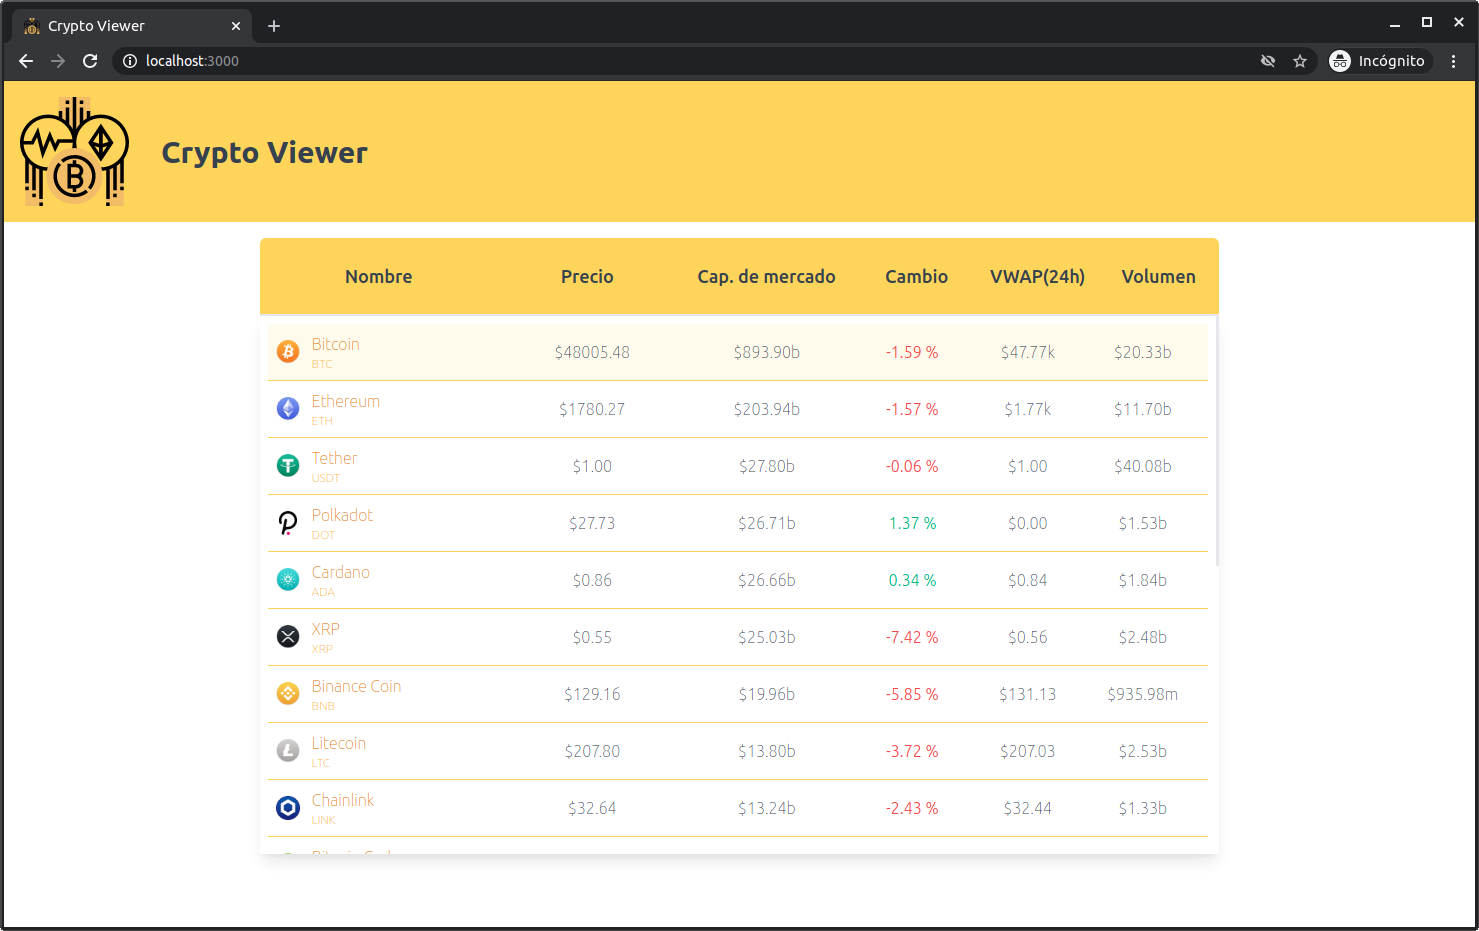 Crypto Viewer
localhost:3000
Incógnito
Crypto Viewer
Nombre Precio Cap. de mercado Cambio VWAP(24h) Volumen
Bitcoin $48005.48 $893.90b -1.59 % $47.77k $20.33b
BTC
Ethereum $1780.27 $203.94b -1.57 % $1.77k $11.70b
ETH
Tether $1.00 $27.80b -0.06 % $1.00 $40.08b
USDT
Polkadot $27.73 $26.71b 1.37 % $0.00 $1.53b
DOT
Cardano $0.86 $26.66b 0.34 % $0.84 $1.84b
ADA
XRP $0.55 $25.03b -7.42 % $0.56 $2.48b
XRP
Binance Coin $129.16 $19.96b -5.85 % $131.13 $935.98m
BNB
Litecoin $207.80 $13.80b -3.72 % $207.03 $2.53b
LTC
Chainlink $32.64 $13.24b -2.43 % $32.44 $1.33b
LINK